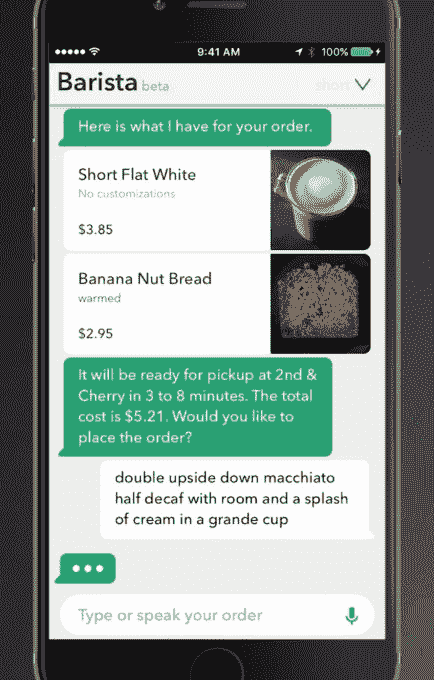 9:41 AM 100%
Barista beta short
Here is what I have for your order.
Short Flat White
No customizations
$3.85
Banana Nut Bread
warmed
$2.95
It will be ready for pickup at 2nd &
Cherry in 3 to 8 minutes. The total
cost is $5.21. Would you like to
place the order?
double upside down macchiato
half decaf with room and a splash
of cream in a grande cup
Type or speak your order